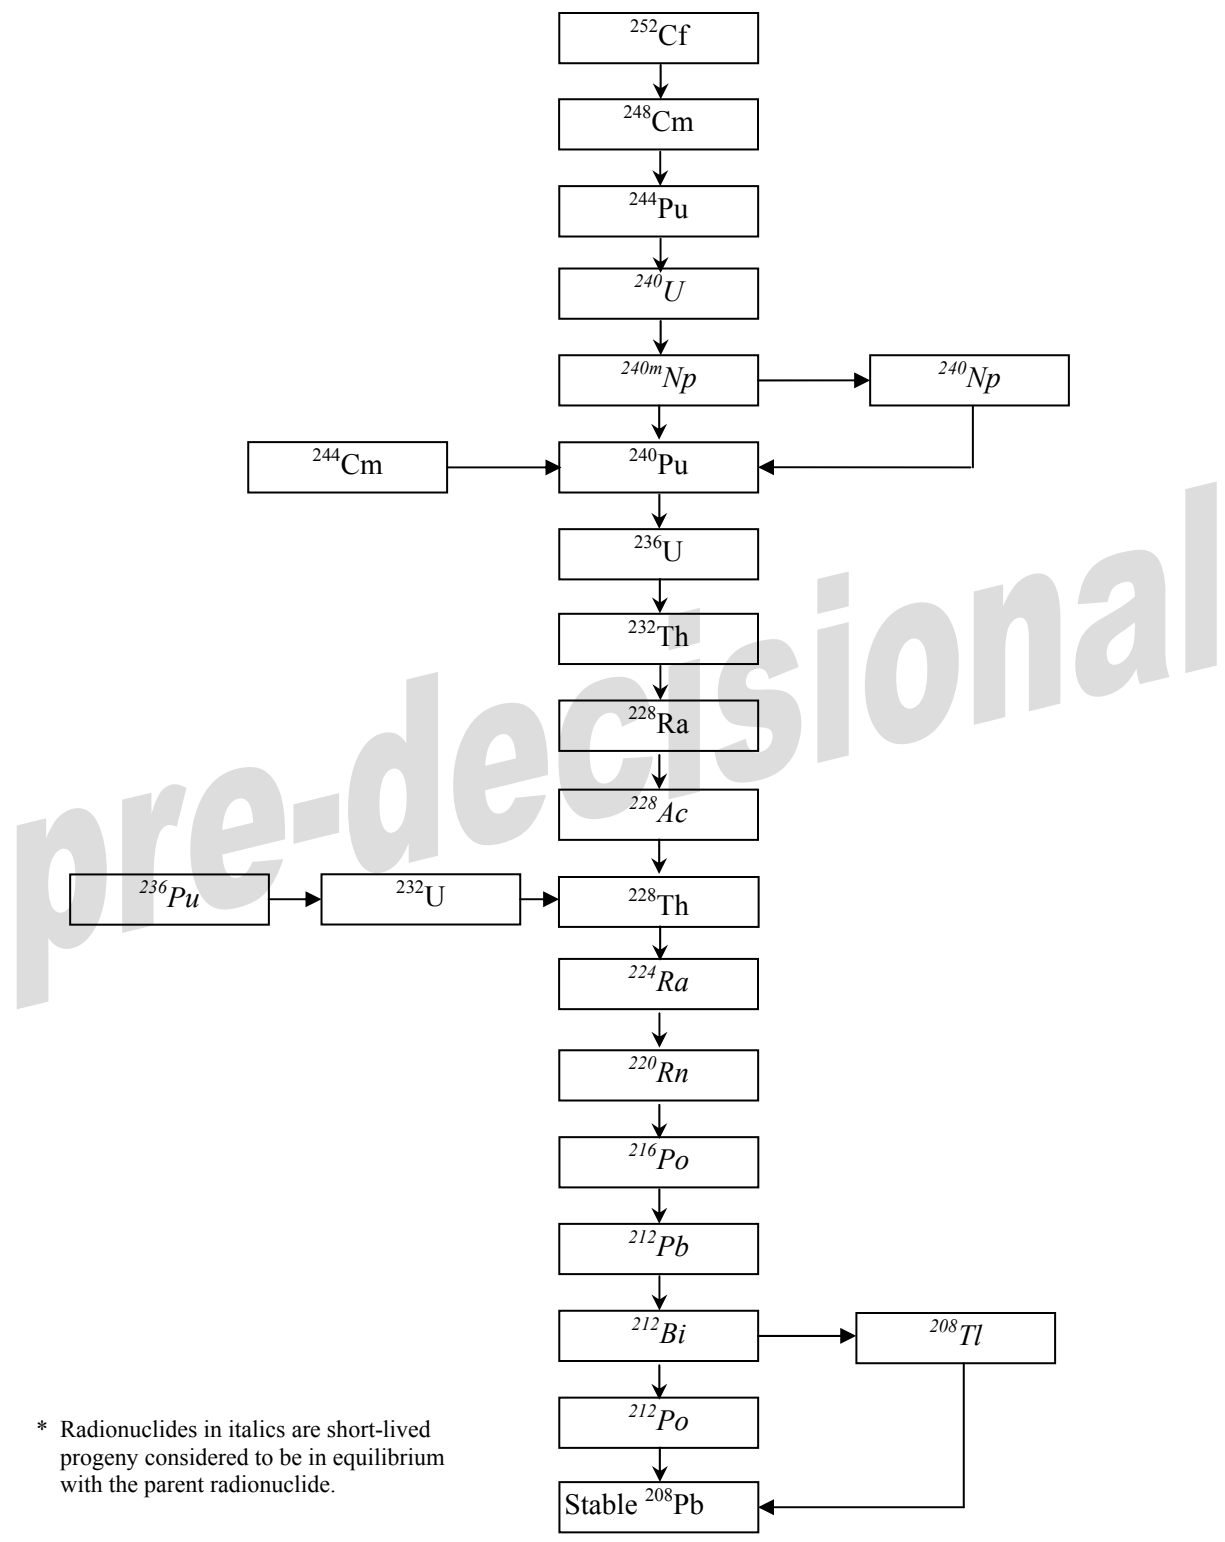 ²⁵²Cf
²⁴⁸Cm
²⁴⁴Pu
²⁴⁰U
²⁴⁰ᵐNp
²⁴⁰Np
²⁴⁴Cm
²⁴⁰Pu
²³⁶U
²³²Th
²²⁸Ra
²²⁸Ac
²³⁶Pu
²³²U
²²⁸Th
²²⁴Ra
²²⁰Rn
²¹⁶Po
²¹²Pb
²¹²Bi
²⁰⁸Tl
²¹²Po
Stable ²⁰⁸Pb
* Radionuclides in italics are short-lived
progeny considered to be in equilibrium
with the parent radionuclide.
pre-decisional